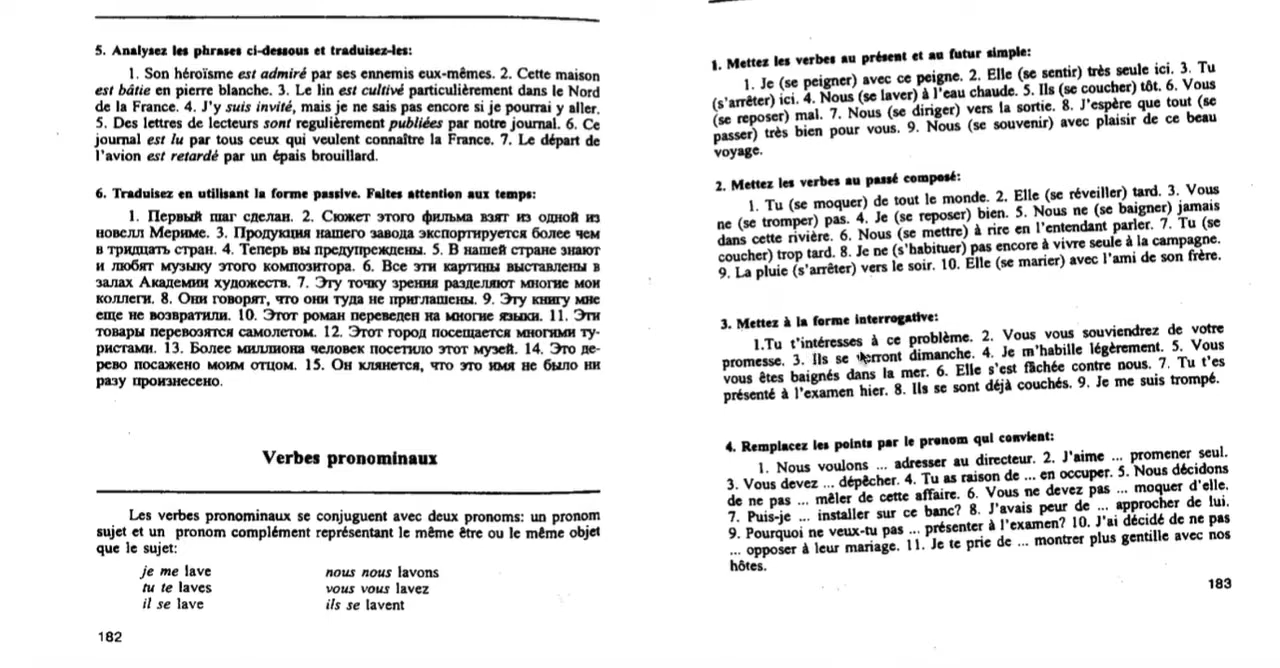 5. Analysez les phrases ci-dessous et traduisez-les:
1. Son héroïsme est admiré par ses ennemis eux-mêmes. 2. Cette maison
est bâtie en pierre blanche. 3. Le lin est cultivé particulièrement dans le Nord
de la France. 4. J'y suis invité, mais je ne sais pas encore si je pourrai y aller.
5. Des lettres de lecteurs sont regulièrement publiées par notre journal. 6. Ce
journal est lu par tous ceux qui veulent connaître la France. 7. Le départ de
l'avion est retardé par un épais brouillard.
6. Traduisez en utilisant la forme passive. Faites attention aux temps:
1. Первый шаг сделан. 2. Сюжет этого фильма взят из одной из
новелл Мериме. 3. Продукция нашего завода экспортируется более чем
в тридцать стран. 4. Теперь вы предупреждены. 5. В нашей стране знают
и любят музыку этого композитора. 6. Все эти картины выставлены в
залах Академии художеств. 7. Эту точку зрения разделяют многие мои
коллеги. 8. Они говорят, что они туда не приглашены. 9. Эту книгу мне
еще не возвратили. 10. Этот роман переведен на многие языки. 11. Эти
товары перевозятся самолетом. 12. Этот город посещается многими ту-
ристами. 13. Более миллиона человек посетило этот музей. 14. Это де-
рево посажено моим отцом. 15. Он клянется, что это имя не было ни
разу произнесено.
Verbes pronominaux
Les verbes pronominaux se conjuguent avec deux pronoms: un pronom
sujet et un pronom complément représentant le même être ou le même objet
que le sujet:
je me lave nous nous lavons
tu te laves vous vous lavez
il se lave ils se lavent
182
1. Mettez les verbes au présent et au futur simple:
1. Je (se peigner) avec ce peigne. 2. Elle (se sentir) très seule ici. 3. Tu
(s'arrêter) ici. 4. Nous (se laver) à l'eau chaude. 5. Ils (se coucher) tôt. 6. Vous
(se reposer) mal. 7. Nous (se diriger) vers la sortie. 8. J'espère que tout (se
passer) très bien pour vous. 9. Nous (se souvenir) avec plaisir de ce beau
voyage.
2. Mettez les verbes au passé composé:
1. Tu (se moquer) de tout le monde. 2. Elle (se réveiller) tard. 3. Vous
ne (se tromper) pas. 4. Je (se reposer) bien. 5. Nous ne (se baigner) jamais
dans cette rivière. 6. Nous (se mettre) à rire en l'entendant parler. 7. Tu (se
coucher) trop tard. 8. Je ne (s'habituer) pas encore à vivre seule à la campagne.
9. La pluie (s'arrêter) vers le soir. 10. Elle (se marier) avec l'ami de son frère.
3. Mettez à la forme interrogative:
1.Tu t'intéresses à ce problème. 2. Vous vous souviendrez de votre
promesse. 3. Ils se verront dimanche. 4. Je m'habille légèrement. 5. Vous
vous êtes baignés dans la mer. 6. Elle s'est fâchée contre nous. 7. Tu t'es
présenté à l'examen hier. 8. Ils se sont déjà couchés. 9. Je me suis trompé.
4. Remplacez les points par le pronom qui convient:
1. Nous voulons ... adresser au directeur. 2. J'aime ... promener seul.
3. Vous devez ... dépêcher. 4. Tu as raison de ... en occuper. 5. Nous décidons
de ne pas ... mêler de cette affaire. 6. Vous ne devez pas ... moquer d'elle.
7. Puis-je ... installer sur ce banc? 8. J'avais peur de ... approcher de lui.
9. Pourquoi ne veux-tu pas ... présenter à l'examen? 10. J'ai décidé de ne pas
... opposer à leur mariage. 11. Je te prie de ... montrer plus gentille avec nos
hôtes.
183